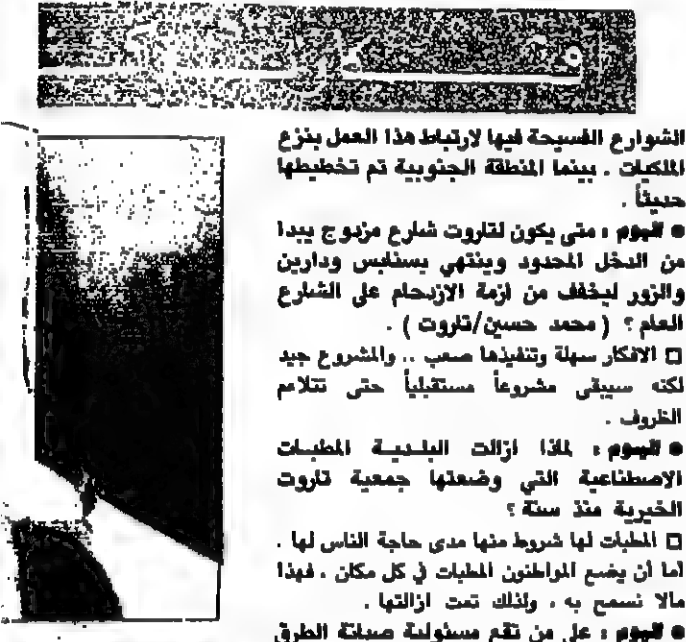 الشوارع الفسيحة فيها لارتباط هذا العمل بنزع
الملكيات . بينما المنطقة الجنوبية تم تخطيطها
حديثاً .
● اليوم : متى يكون لتاروت شارع مزدوج يبدا
من المدخل المحدود وينتهي بسنابس ودارين
والزور ليخفف من ازمة الازدحام على الشارع
العام ؟ ( محمد حسين/تاروت ) .
□ الافكار سهلة وتنفيذها صعب .. والمشروع جيد
لكنه سيبقى مشروعاً مستقبلياً حتى تتلاءم
الظروف .
● اليوم : لماذا ازالت البلدية المطبات
الاصطناعية التي وضعتها جمعية تاروت
الخيرية منذ سنة ؟
□ المطبات لها شروط منها مدى حاجة الناس لها .
أما أن يضع المواطنون المطبات في كل مكان . فهذا
مالا نسمح به . ولذلك تمت ازالتها .
● اليوم : على من تقع مسئولية صيانة الطرق